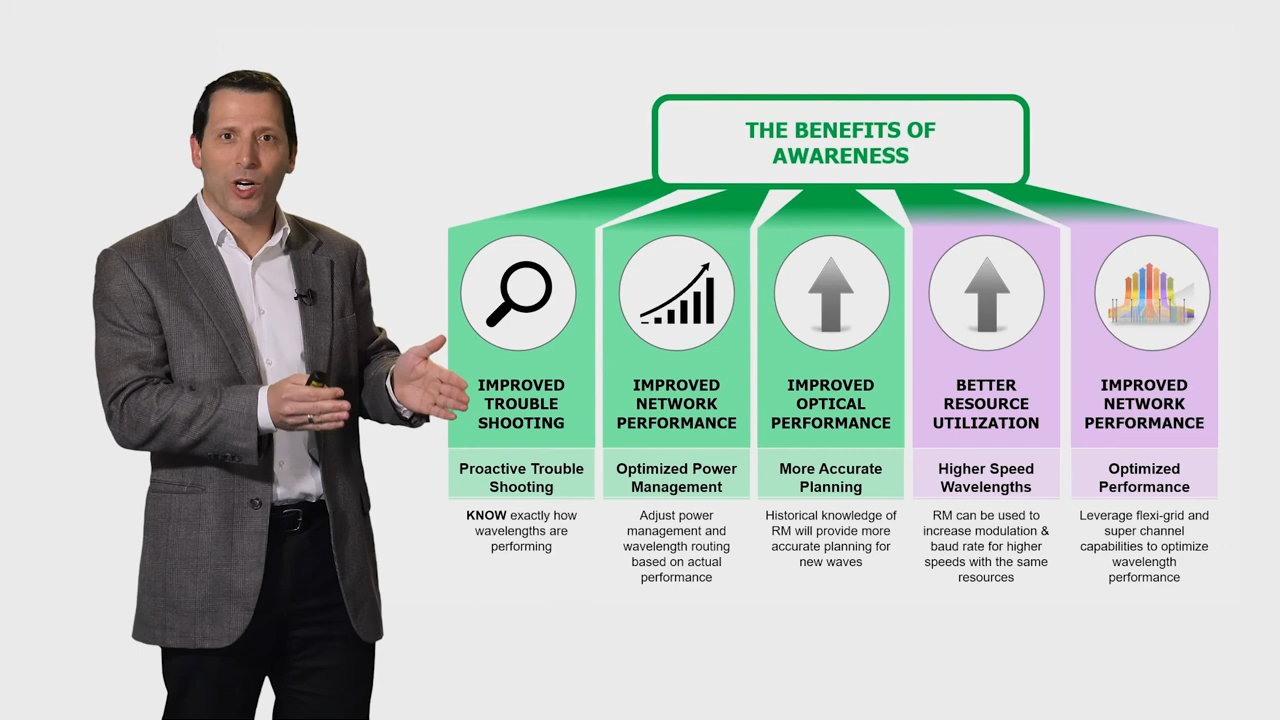 THE BENEFITS OF
AWARENESS
IMPROVED
TROUBLE
SHOOTING
Proactive Trouble
Shooting
KNOW exactly how
wavelengths are
performing
IMPROVED
NETWORK
PERFORMANCE
Optimized Power
Management
Adjust power
management and
wavelength routing
based on actual
performance
IMPROVED
OPTICAL
PERFORMANCE
More Accurate
Planning
Historical knowledge of
RM will provide more
accurate planning for
new waves
BETTER
RESOURCE
UTILIZATION
Higher Speed
Wavelengths
RM can be used to
increase modulation &
baud rate for higher
speeds with the same
resources
IMPROVED
NETWORK
PERFORMANCE
Optimized
Performance
Leverage flexi-grid and
super channel
capabilities to optimize
wavelength
performance